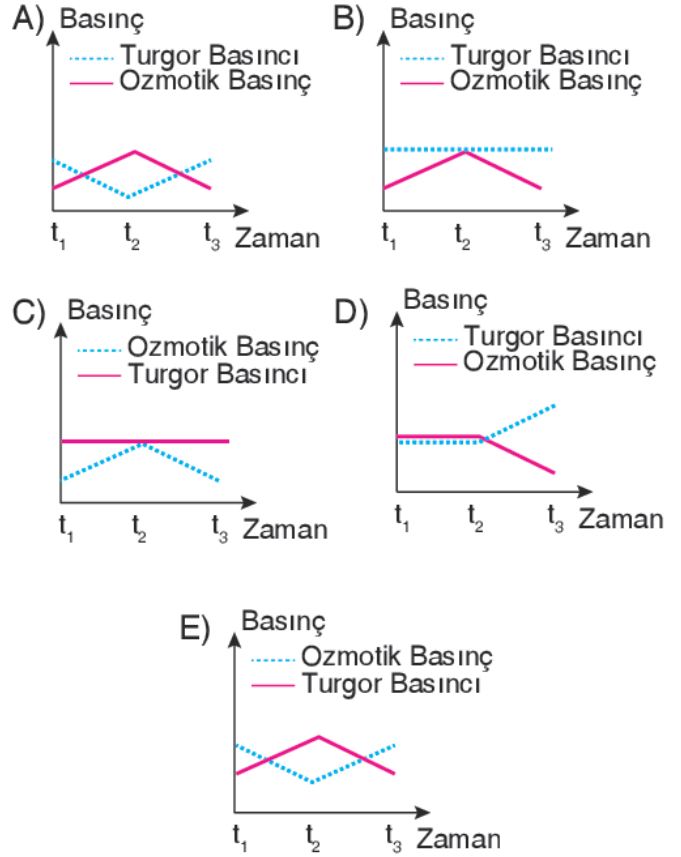 A) Basınç
Turgor Basıncı
Ozmotik Basınç
t1 t2 t3 Zaman
B) Basınç
Turgor Basıncı
Ozmotik Basınç
t1 t2 t3 Zaman
C) Basınç
Ozmotik Basınç
Turgor Basıncı
t1 t2 t3 Zaman
D) Basınç
Turgor Basıncı
Ozmotik Basınç
t1 t2 t3 Zaman
E) Basınç
Ozmotik Basınç
Turgor Basıncı
t1 t2 t3 Zaman